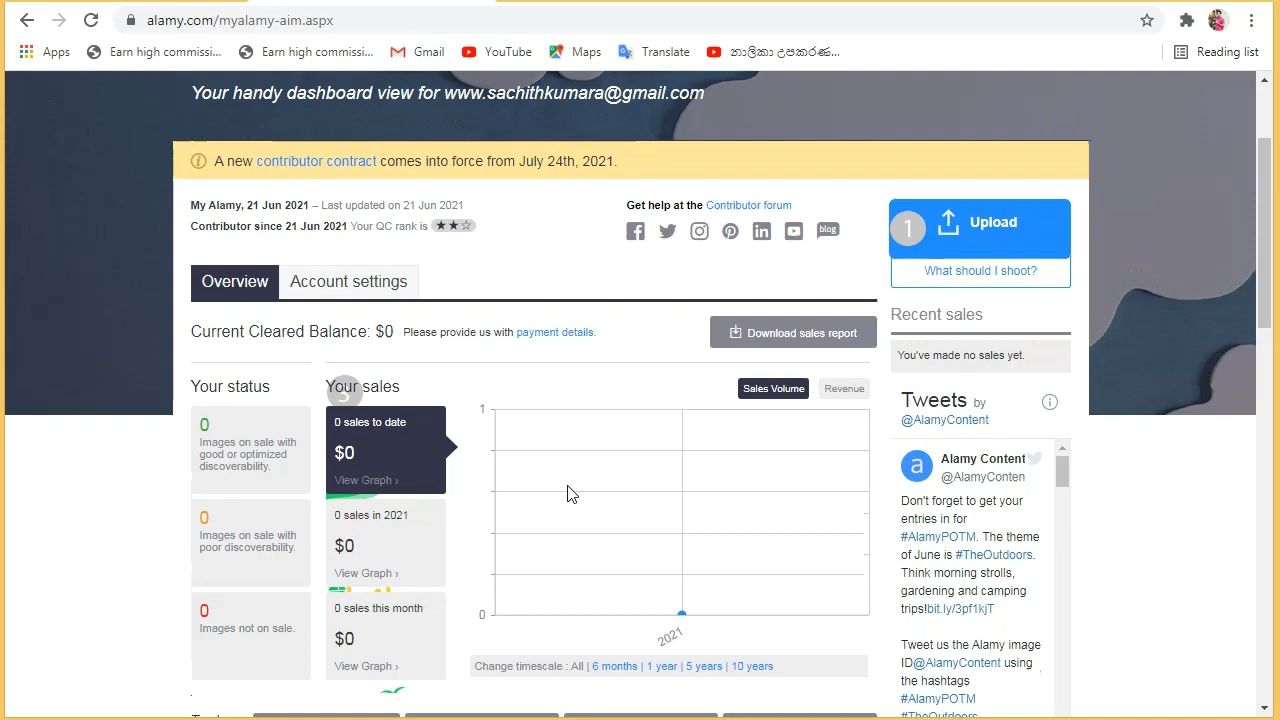 alamy.com/myalamy-aim.aspx
Apps Earn high commissi... Earn high commissi... Gmail YouTube Maps Translate නාලිකා උපකරණ... Reading list
Your handy dashboard view for www.sachithkumara@gmail.com
A new contributor contract comes into force from July 24th, 2021.
My Alamy, 21 Jun 2021 – Last updated on 21 Jun 2021
Contributor since 21 Jun 2021 Your QC rank is
Get help at the Contributor forum
blog
1 Upload
What should I shoot?
Overview Account settings
Current Cleared Balance: $0 Please provide us with payment details.
Download sales report
Your status
0
Images on sale with
good or optimized
discoverability.
0
Images on sale with
poor discoverability.
0
Images not on sale.
Your sales
0 sales to date
$0
View Graph ›
0 sales in 2021
$0
View Graph ›
0 sales this month
$0
View Graph ›
Sales Volume Revenue
1
0
2021
Change timescale : All | 6 months | 1 year | 5 years | 10 years
Recent sales
You've made no sales yet.
Tweets by
@AlamyContent
a Alamy Content
@AlamyConten
Don't forget to get your
entries in for
#AlamyPOTM. The theme
of June is #TheOutdoors.
Think morning strolls,
gardening and camping
trips!bit.ly/3pf1kjT
Tweet us the Alamy image
ID@AlamyContent using
the hashtags
#AlamyPOTM
#TheOutdoors